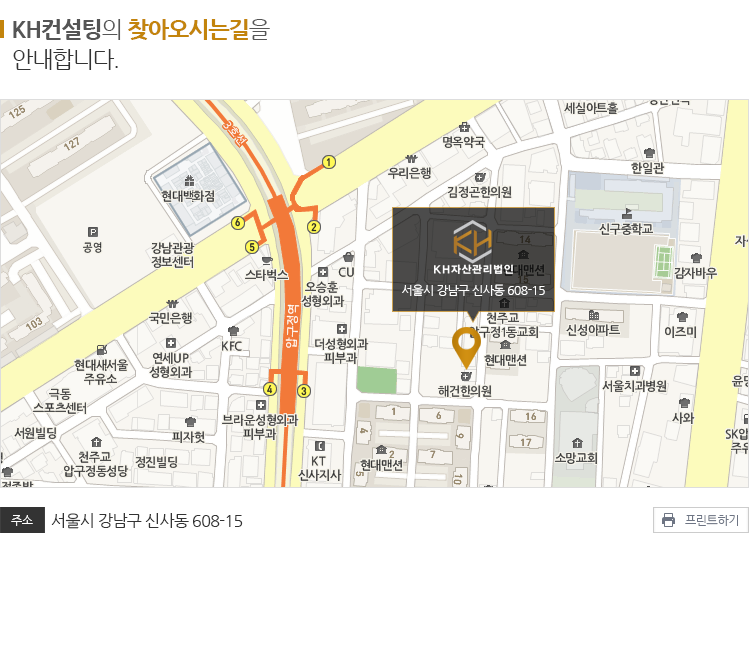 KH컨설팅의 찾아오시는길을
안내합니다.
125
127
세실아트홀
명옥약국
우리은행
한일관
김정곤한의원
현대백화점
1
2
6
5
공영
강남관광
정보센터
스타벅스
오승훈
성형외과
CU
신구중학교
감자바우
14
KH
KH자산관리법인
현대맨션
서울시 강남구 신사동 608-15
103
국민은행
KFC
연세UP
성형외과
현대새서울
주유소
압구정역
더성형외과
피부과
천주교
압구정1동교회
현대맨션
신성아파트
이즈미
해건한의원
서울치과병원
4
3
극동
스포츠센터
서원빌딩
피자헛
브라운성형외과
피부과
천주교
압구정동성당
정진빌딩
KT
신사지사
1
6
4
9
2
7
15
10
현대맨션
16
17
소망교회
사와
SK압
주유
주소
서울시 강남구 신사동 608-15
프린트하기